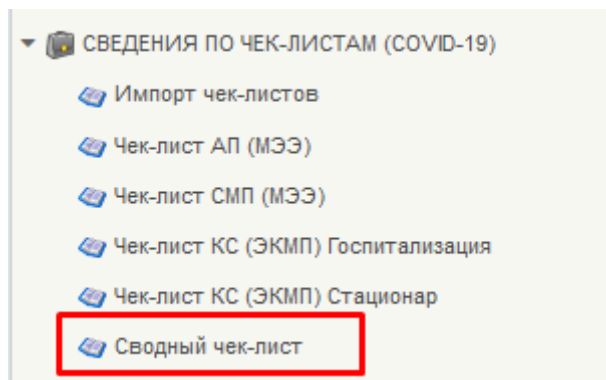 СВЕДЕНИЯ ПО ЧЕК-ЛИСТАМ (COVID-19)
Импорт чек-листов
Чек-лист АП (МЭЭ)
Чек-лист СМП (МЭЭ)
Чек-лист КС (ЭКМП) Госпитализация
Чек-лист КС (ЭКМП) Стационар
Сводный чек-лист